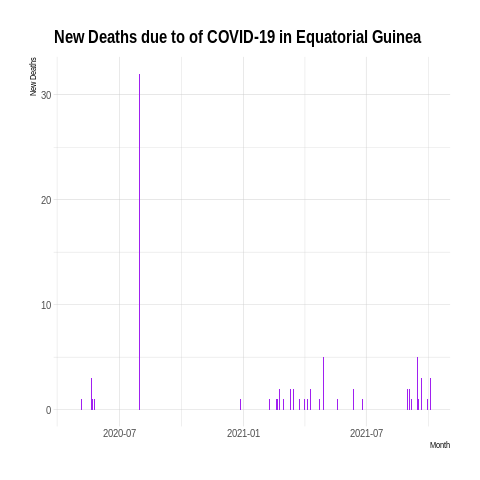 New Deaths due to of COVID-19 in Equatorial Guinea
New Deaths
30
20
10
0
2020-07 2021-01 2021-07
Month